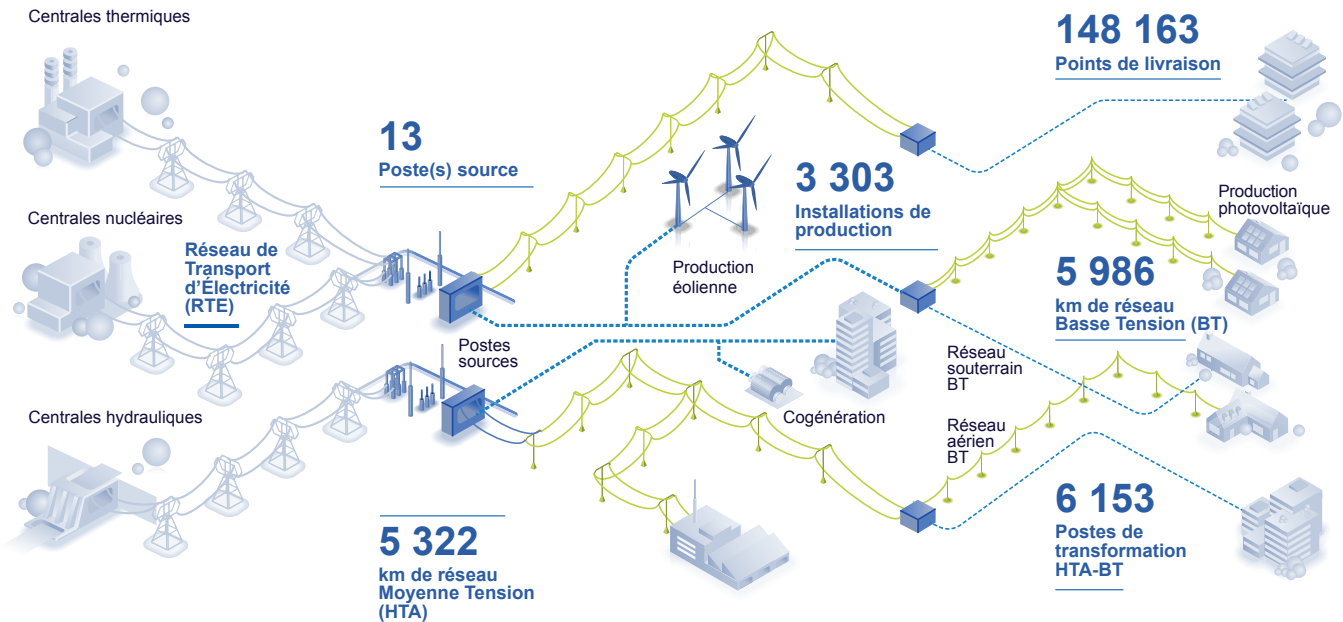 Centrales thermiques
148 163
Points de livraison
13
Poste(s) source
3 303
Installations de
production
Production
photovoltaïque
Centrales nucléaires
Réseau de
Transport
d’Électricité
(RTE)
Production
éolienne
5 986
km de réseau
Basse Tension (BT)
Postes
sources
Réseau
souterrain
BT
Centrales hydrauliques
Cogénération
Réseau
aérien
BT
5 322
km de réseau
Moyenne Tension
(HTA)
6 153
Postes de
transformation
HTA-BT